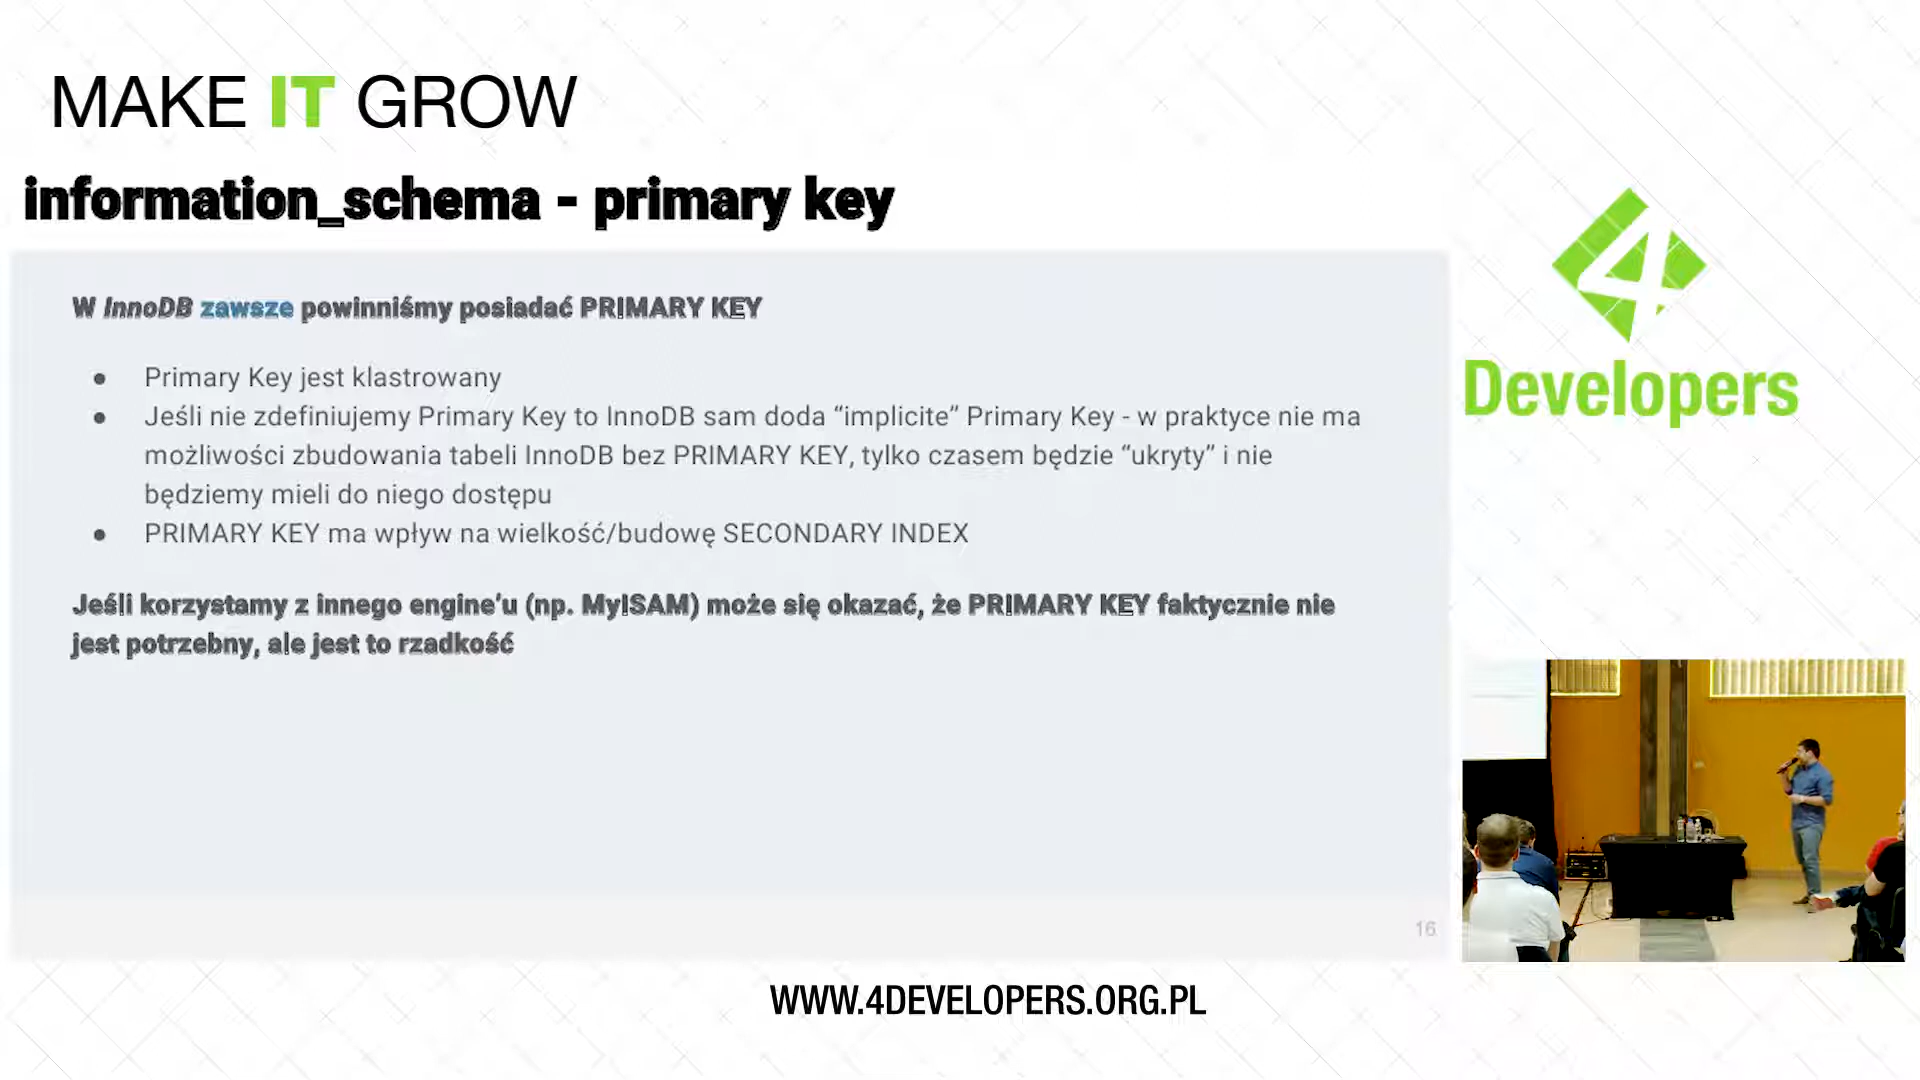 MAKE IT GROW
information_schema - primary key
W InnoDB zawsze powinniśmy posiadać PRIMARY KEY
● Primary Key jest klastrowany
● Jeśli nie zdefiniujemy Primary Key to InnoDB sam doda “implicite” Primary Key - w praktyce nie ma
możliwości zbudowania tabeli InnoDB bez PRIMARY KEY, tylko czasem będzie “ukryty” i nie
będziemy mieli do niego dostępu
● PRIMARY KEY ma wpływ na wielkość/budowę SECONDARY INDEX
Jeśli korzystamy z innego engine’u (np. MyISAM) może się okazać, że PRIMARY KEY faktycznie nie
jest potrzebny, ale jest to rzadkość
16
4
Developers
WWW.4DEVELOPERS.ORG.PL